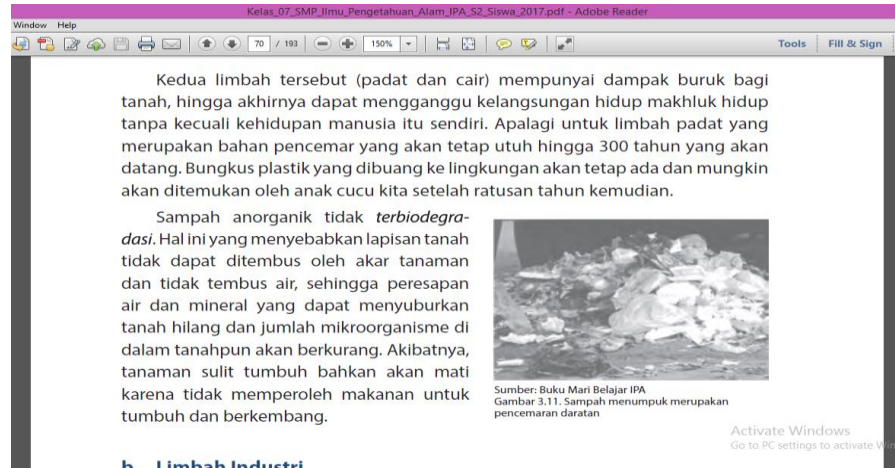 Kelas_07_SMP_Ilmu_Pengetahuan_Alam_IPA_S2_Siswa_2017.pdf - Adobe Reader
Window Help
70 / 193 150% Tools Fill & Sign
Kedua limbah tersebut (padat dan cair) mempunyai dampak buruk bagi
tanah, hingga akhirnya dapat mengganggu kelangsungan hidup makhluk hidup
tanpa kecuali kehidupan manusia itu sendiri. Apalagi untuk limbah padat yang
merupakan bahan pencemar yang akan tetap utuh hingga 300 tahun yang akan
datang. Bungkus plastik yang dibuang ke lingkungan akan tetap ada dan mungkin
akan ditemukan oleh anak cucu kita setelah ratusan tahun kemudian.
Sampah anorganik tidak terbiodegra-
dasi. Hal ini yang menyebabkan lapisan tanah
tidak dapat ditembus oleh akar tanaman
dan tidak tembus air, sehingga peresapan
air dan mineral yang dapat menyuburkan
tanah hilang dan jumlah mikroorganisme di
dalam tanahpun akan berkurang. Akibatnya,
tanaman sulit tumbuh bahkan akan mati
karena tidak memperoleh makanan untuk
tumbuh dan berkembang.
Sumber: Buku Mari Belajar IPA
Gambar 3.11. Sampah menumpuk merupakan
pencemaran daratan
Activate Windows
Go to PC settings to activate Win
b. Limbah Industri